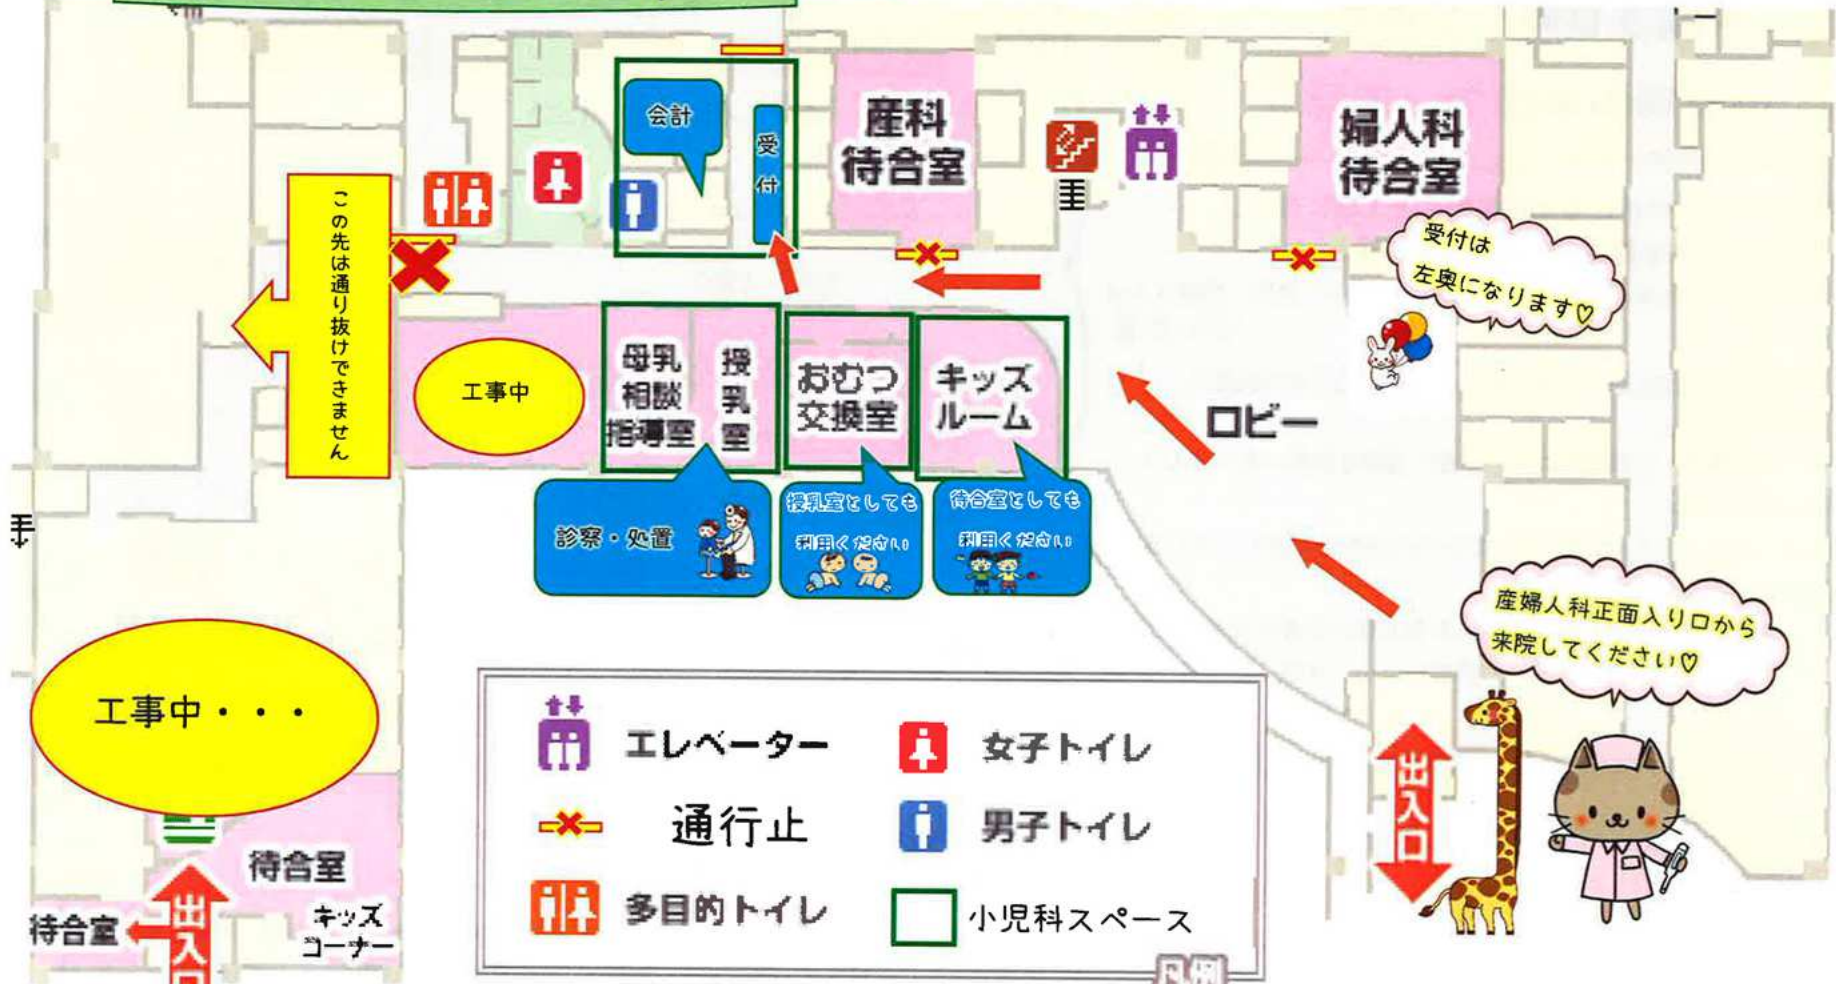 会計
受付
産科
待合室
婦人科
待合室
この先は通り抜けできません
受付は
左奥になります♡
工事中
母乳
相談
指導室
授乳室
おむつ
交換室
キッズ
ルーム
ロビー
診察・処置
授乳室としても
利用ください
待合室としても
利用ください
産婦人科正面入り口から
来院してください♡
工事中・・・
エレベーター
女子トイレ
通行止
男子トイレ
多目的トイレ
小児科スペース
凡例
出入口
待合室
待合室
出入口
キッズ
コーナー